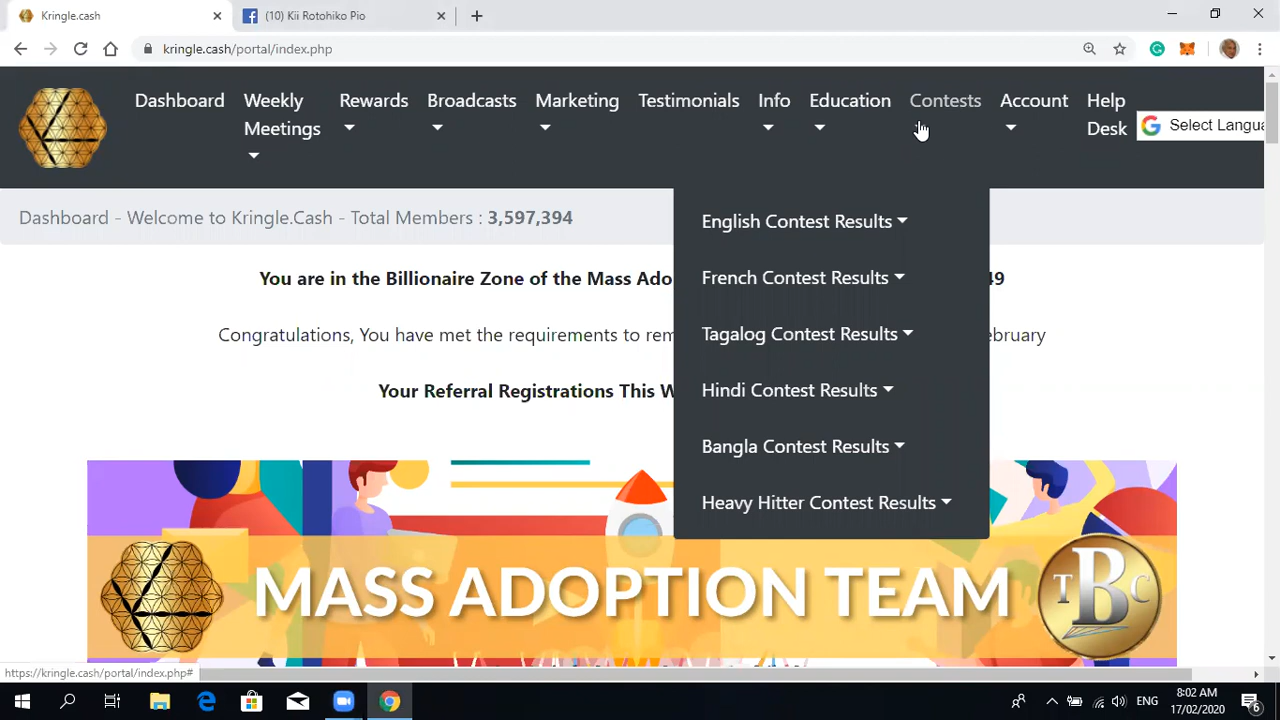 Kringle.cash
(10) Kii Rotohiko Pio
kringle.cash/portal/index.php
Dashboard
Weekly Meetings
Rewards
Broadcasts
Marketing
Testimonials
Info
Education
Contests
Account
Help Desk
Select Langua
Dashboard - Welcome to Kringle.Cash - Total Members : 3,597,394
English Contest Results
French Contest Results
Tagalog Contest Results
Hindi Contest Results
Bangla Contest Results
Heavy Hitter Contest Results
You are in the Billionaire Zone of the Mass Ado
49
Congratulations, You have met the requirements to rem
ebruary
Your Referral Registrations This W
MASS ADOPTION TEAM
TBC
https://kringle.cash/portal/index.php#
ENG
8:02 AM
17/02/2020
6